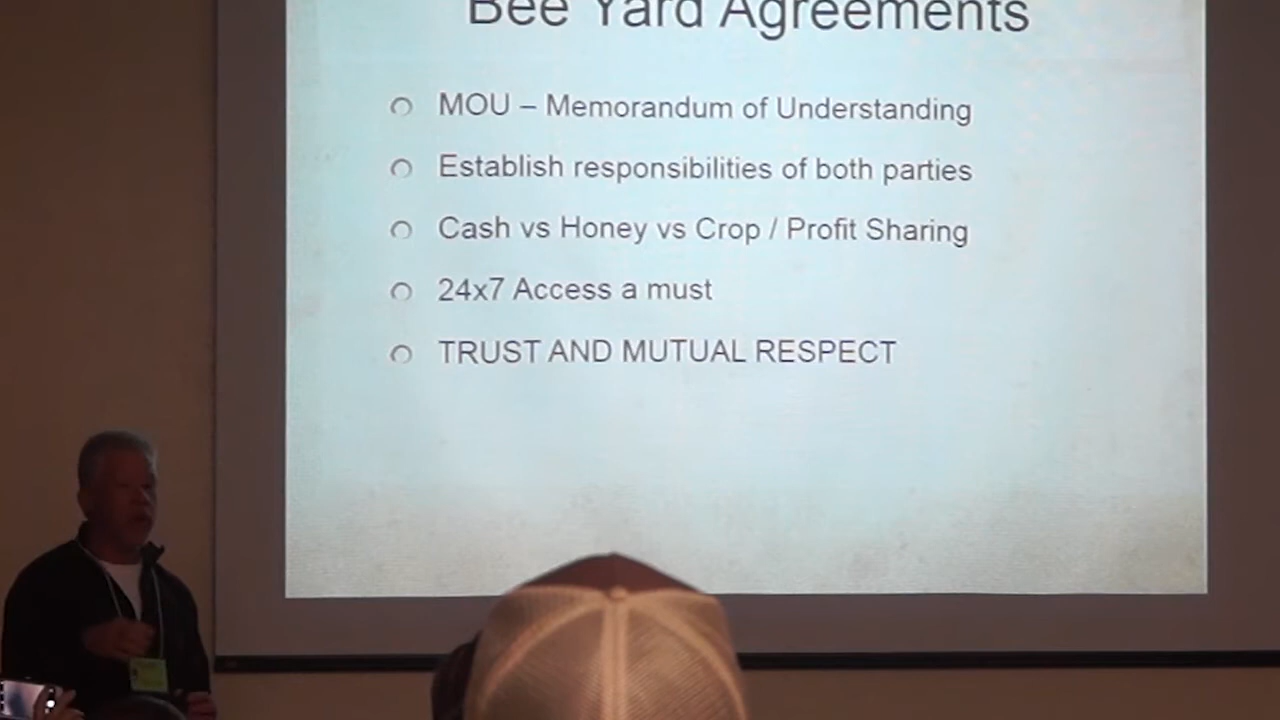 Bee Yard Agreements
MOU – Memorandum of Understanding
Establish responsibilities of both parties
Cash vs Honey vs Crop / Profit Sharing
24x7 Access a must
TRUST AND MUTUAL RESPECT